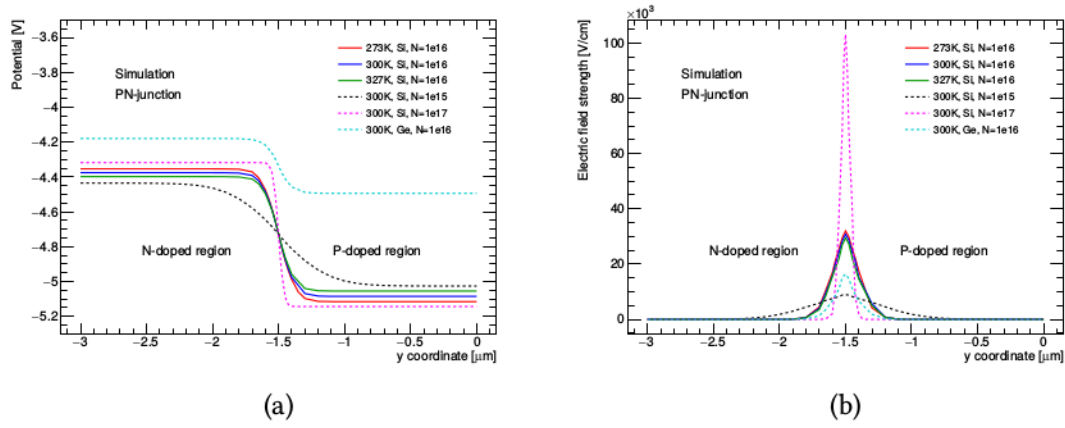 Potential [V]
−3.6
−3.8
−4
−4.2
−4.4
−4.6
−4.8
−5
−5.2
273K, Si, N=1e16
300K, Si, N=1e16
327K, Si, N=1e16
300K, Si, N=1e15
300K, Si, N=1e17
300K, Ge, N=1e16
Simulation
PN-junction
N-doped region
P-doped region
−3
−2.5
−2
−1.5
−1
−0.5
0
y coordinate [μm]
(a)
×10³
Electric field strength [V/cm]
100
80
60
40
20
0
273K, Si, N=1e16
300K, Si, N=1e16
327K, Si, N=1e16
300K, Si, N=1e15
300K, Si, N=1e17
300K, Ge, N=1e16
Simulation
PN-junction
N-doped region
P-doped region
−3
−2.5
−2
−1.5
−1
−0.5
0
y coordinate [μm]
(b)